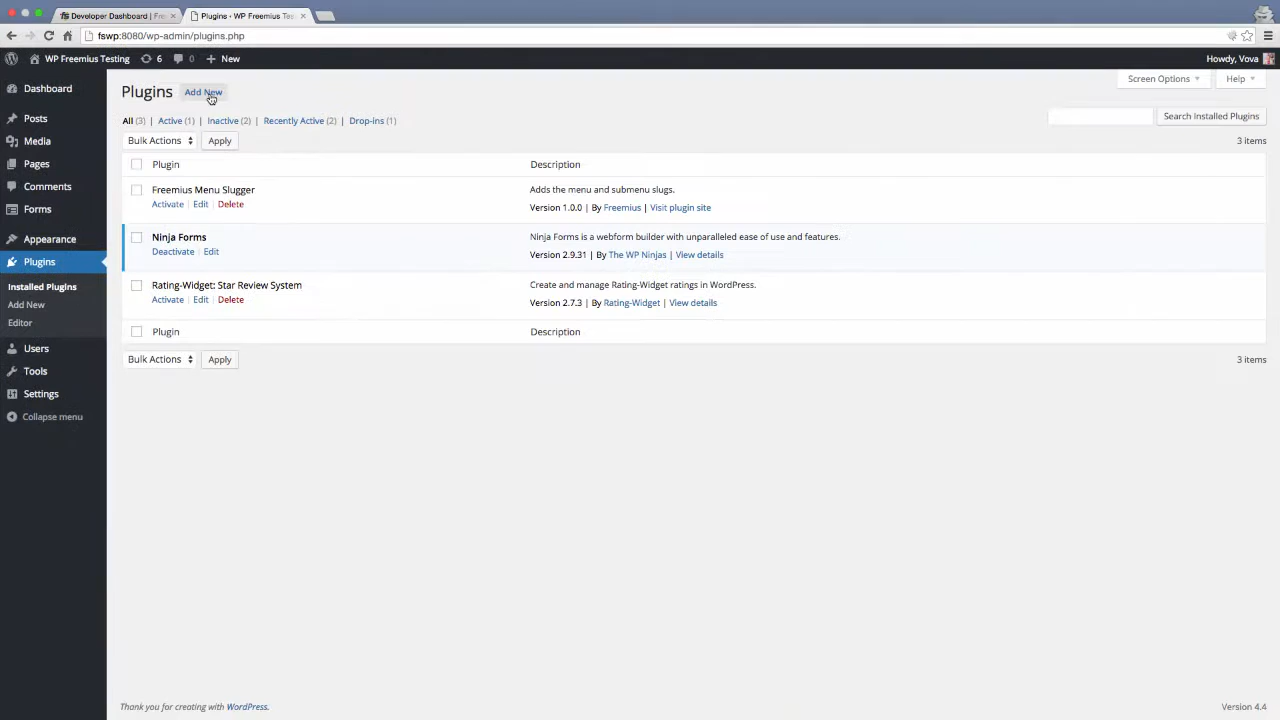 Developer Dashboard | Fre
Plugins ‹ WP Freemius Tes
fswp:8080/wp-admin/plugins.php
WP Freemius Testing 6 0 + New
Howdy, Vova
Screen Options Help
Dashboard
Posts
Media
Pages
Comments
Forms
Appearance
Plugins
Installed Plugins
Add New
Editor
Users
Tools
Settings
Collapse menu
Plugins Add New
All (3) | Active (1) | Inactive (2) | Recently Active (2) | Drop-ins (1)
Search Installed Plugins
Bulk Actions Apply
3 items
Plugin Description
Freemius Menu Slugger
Activate | Edit | Delete
Adds the menu and submenu slugs.
Version 1.0.0 | By Freemius | Visit plugin site
Ninja Forms
Deactivate | Edit
Ninja Forms is a webform builder with unparalleled ease of use and features.
Version 2.9.31 | By The WP Ninjas | View details
Rating-Widget: Star Review System
Activate | Edit | Delete
Create and manage Rating-Widget ratings in WordPress.
Version 2.7.3 | By Rating-Widget | View details
Plugin Description
Bulk Actions Apply
3 items
Thank you for creating with WordPress.
Version 4.4